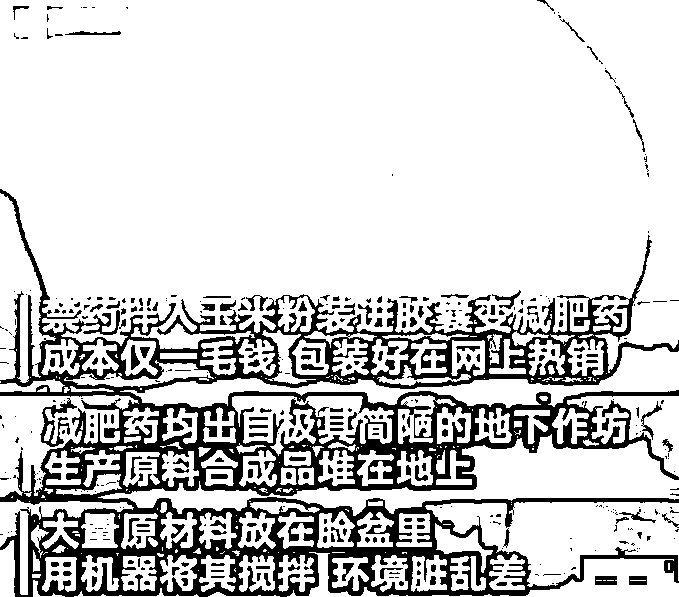 禁药拌入玉米粉装进胶囊变减肥药
成本仅一毛钱 包装好在网上热销
减肥药均出自极其简陋的地下作坊
生产原料合成品堆在地上
大量原材料放在脸盆里
用机器将其搅拌 环境脏乱差